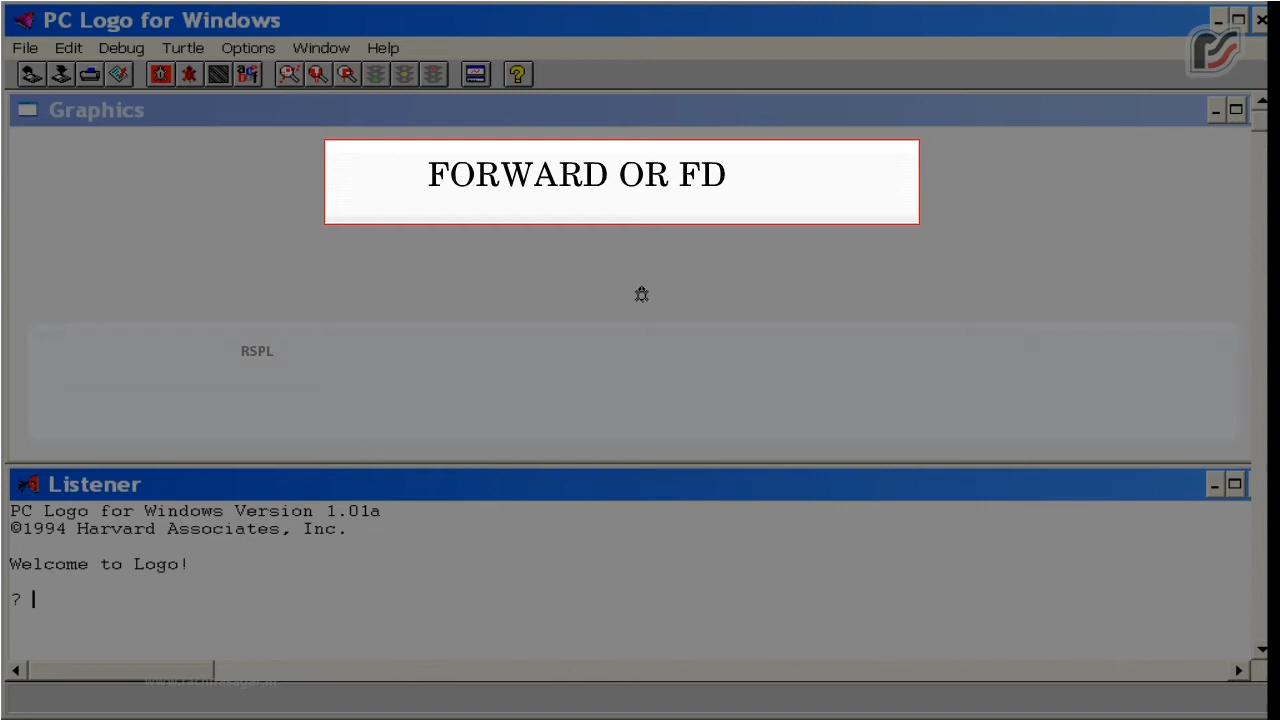 PC Logo for Windows
File Edit Debug Turtle Options Window Help
Graphics
FORWARD OR FD
RSPL
Listener
PC Logo for Windows Version 1.01a
©1994 Harvard Associates, Inc.
Welcome to Logo!
?